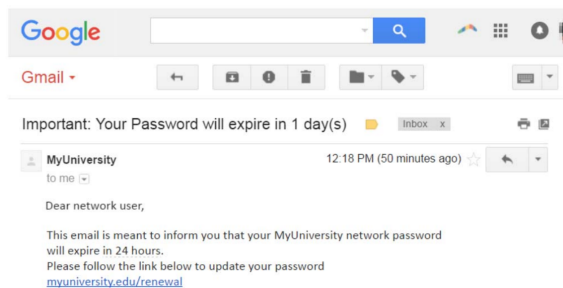 Google
Gmail
Important: Your Password will expire in 1 day(s) Inbox x
MyUniversity 12:18 PM (50 minutes ago)
to me
Dear network user,
This email is meant to inform you that your MyUniversity network password
will expire in 24 hours.
Please follow the link below to update your password
myuniversity.edu/renewal